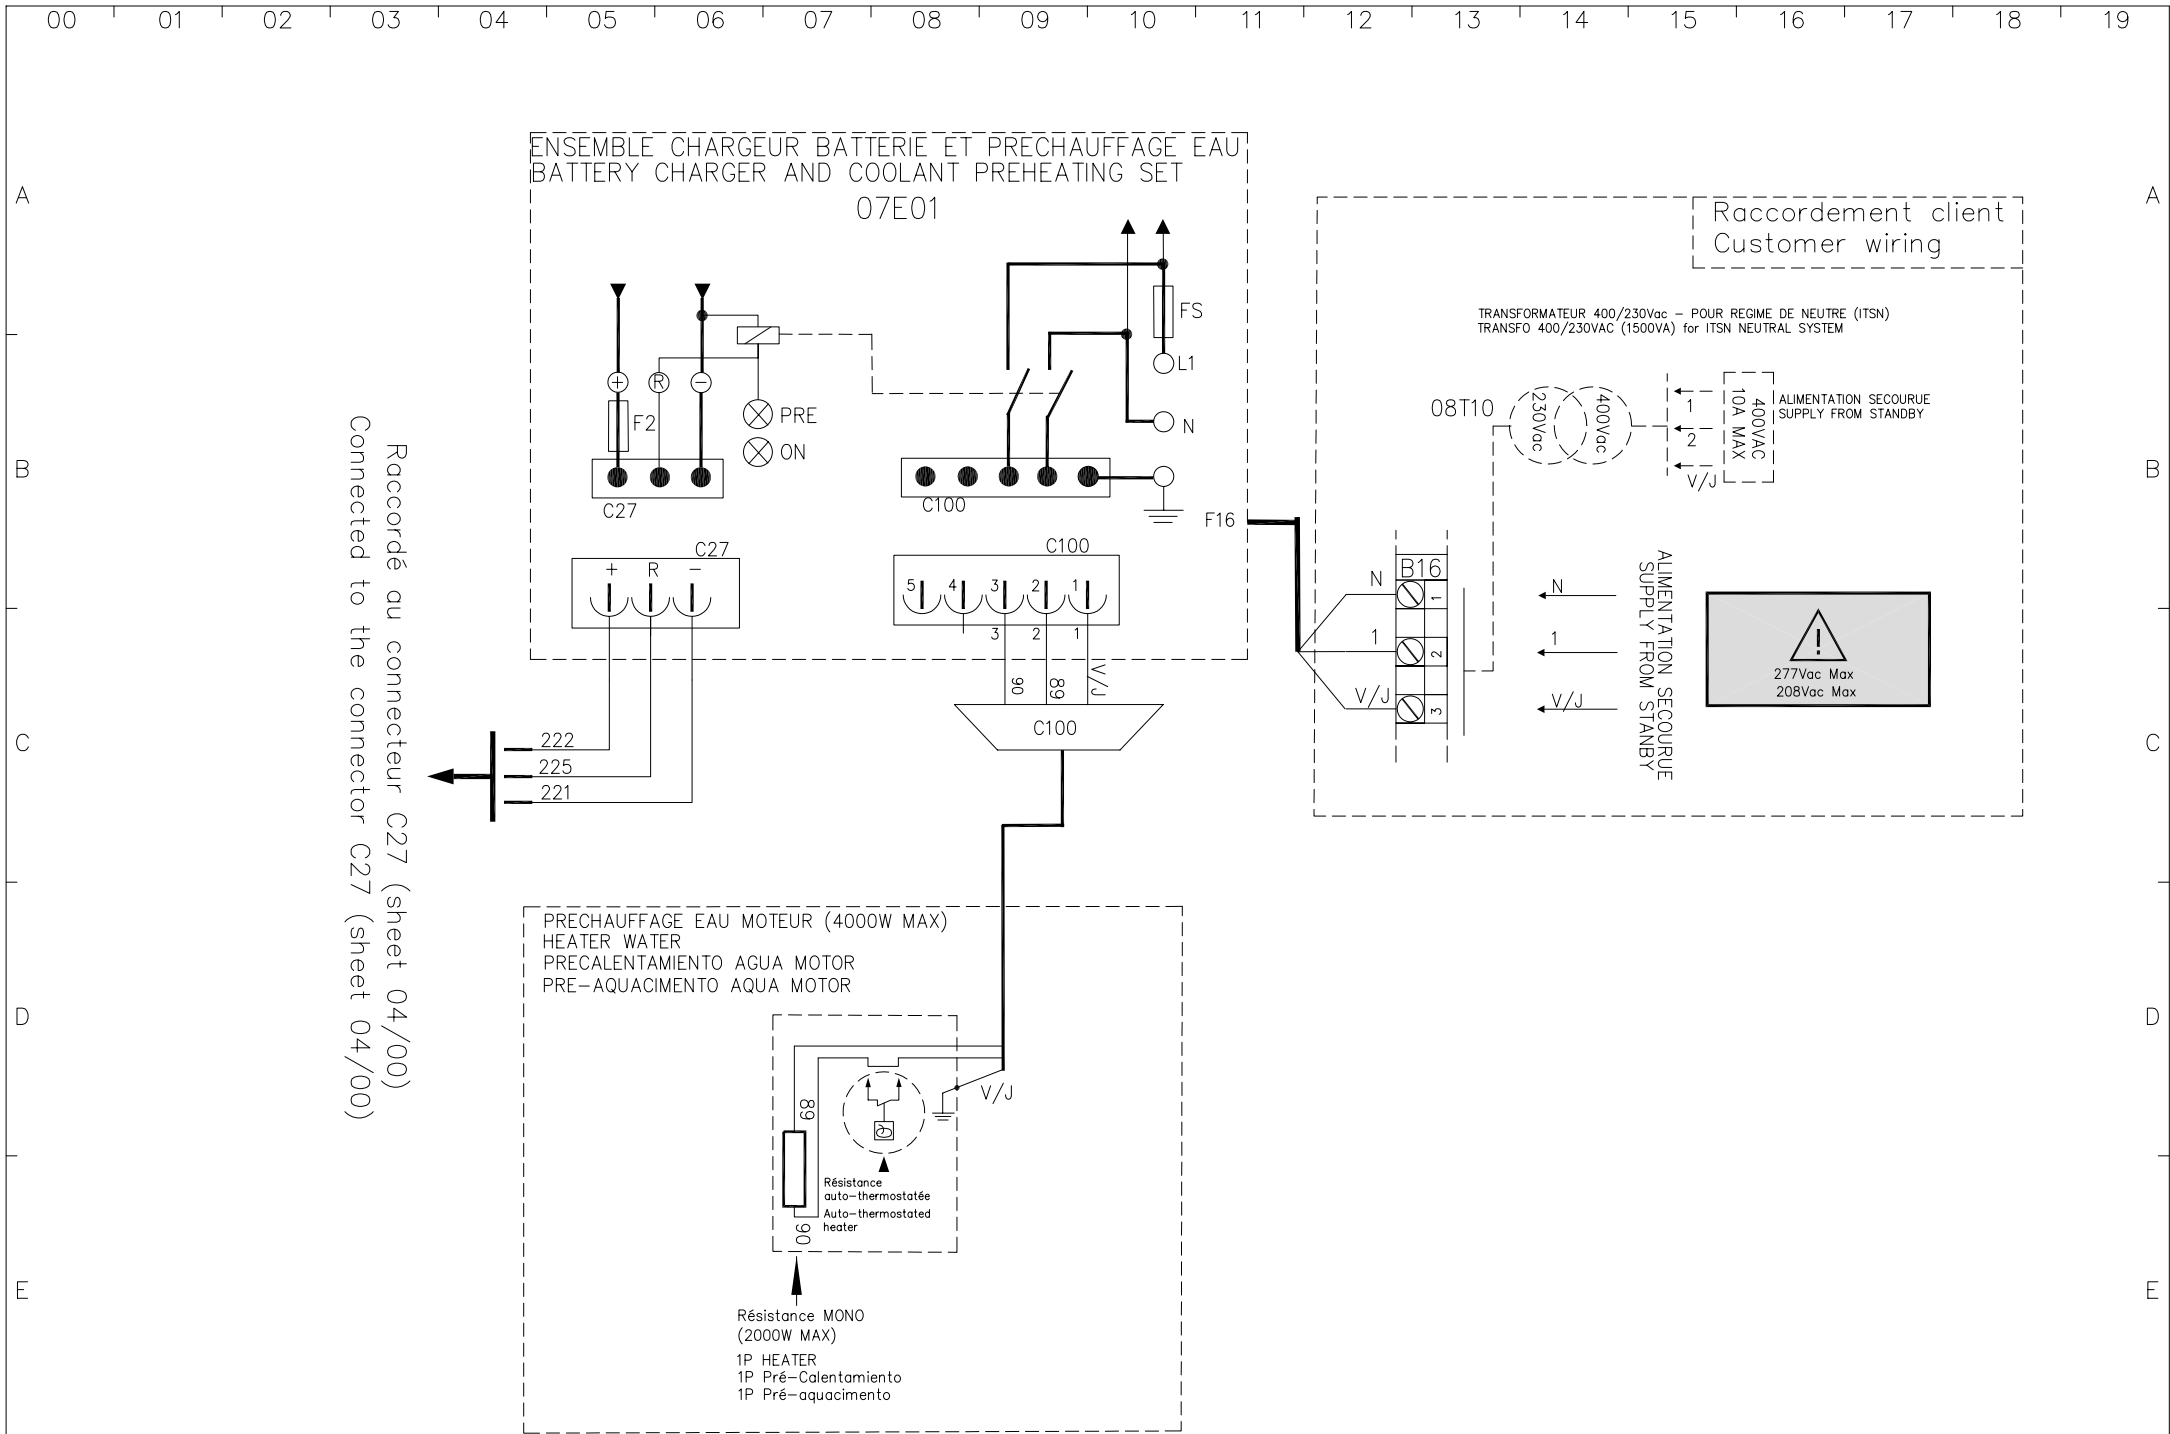 00 01 02 03 04 05 06 07 08 09 10 11 12 13 14 15 16 17 18 19
A
B
C
D
E
A
B
C
D
E
ENSEMBLE CHARGEUR BATTERIE ET PRECHAUFFAGE EAU
BATTERY CHARGER AND COOLANT PREHEATING SET
07E01
+
R
-
F2
PRE
ON
C27
FS
L1
N
C100
F16
C27
+ R -
C100
5 4 3 2 1
3 2 1
90
89
V/J
C100
222
225
221
Raccordé au connecteur C27 (sheet 04/00)
Connected to the connector C27 (sheet 04/00)
Raccordement client
Customer wiring
TRANSFORMATEUR 400/230Vac - POUR REGIME DE NEUTRE (ITSN)
TRANSFO 400/230VAC (1500VA) for ITSN NEUTRAL SYSTEM
08T10
230Vac
400Vac
1
2
V/J
400VAC
10A MAX
ALIMENTATION SECOURUE
SUPPLY FROM STANDBY
B16
N
1
V/J
1
2
3
N
1
V/J
ALIMENTATION SECOURUE
SUPPLY FROM STANBY
!
277Vac Max
208Vac Max
PRECHAUFFAGE EAU MOTEUR (4000W MAX)
HEATER WATER
PRECALENTAMIENTO AGUA MOTOR
PRE-AQUACIMENTO AQUA MOTOR
89
90
V/J
Résistance
auto-thermostatée
Auto-thermostated
heater
Résistance MONO
(2000W MAX)
1P HEATER
1P Pré-Calentamiento
1P Pré-aquacimento